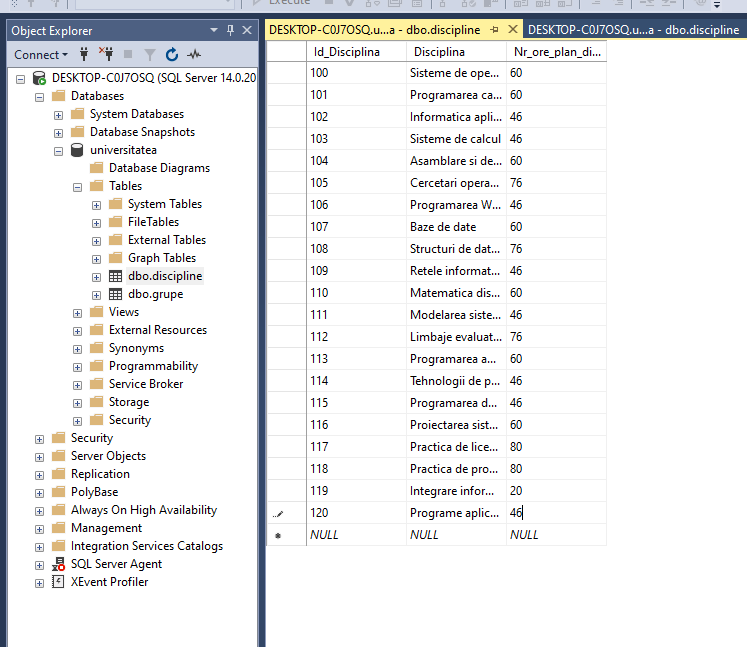 Execute
Object Explorer
Connect
DESKTOP-C0J7OSQ (SQL Server 14.0.20
Databases
System Databases
Database Snapshots
universitatea
Database Diagrams
Tables
System Tables
FileTables
External Tables
Graph Tables
dbo.discipline
dbo.grupe
Views
External Resources
Synonyms
Programmability
Service Broker
Storage
Security
Security
Server Objects
Replication
PolyBase
Always On High Availability
Management
Integration Services Catalogs
SQL Server Agent
XEvent Profiler
DESKTOP-C0J7OSQ.u...a - dbo.discipline
DESKTOP-C0J7OSQ.u...a - dbo.discipline
Id_Disciplina Disciplina Nr_ore_plan_di...
100 Sisteme de ope... 60
101 Programarea ca... 60
102 Informatica apli... 46
103 Sisteme de calcul 46
104 Asamblare si de... 60
105 Cercetari opera... 76
106 Programarea W... 46
107 Baze de date 60
108 Structuri de dat... 76
109 Retele informat... 46
110 Matematica dis... 60
111 Modelarea siste... 46
112 Limbaje evaluat... 76
113 Programarea a... 60
114 Tehnologii de p... 46
115 Programarea d... 46
116 Proiectarea sist... 60
117 Practica de lice... 80
118 Practica de pro... 80
119 Integrare infor... 20
120 Programe aplic... 46
NULL NULL NULL